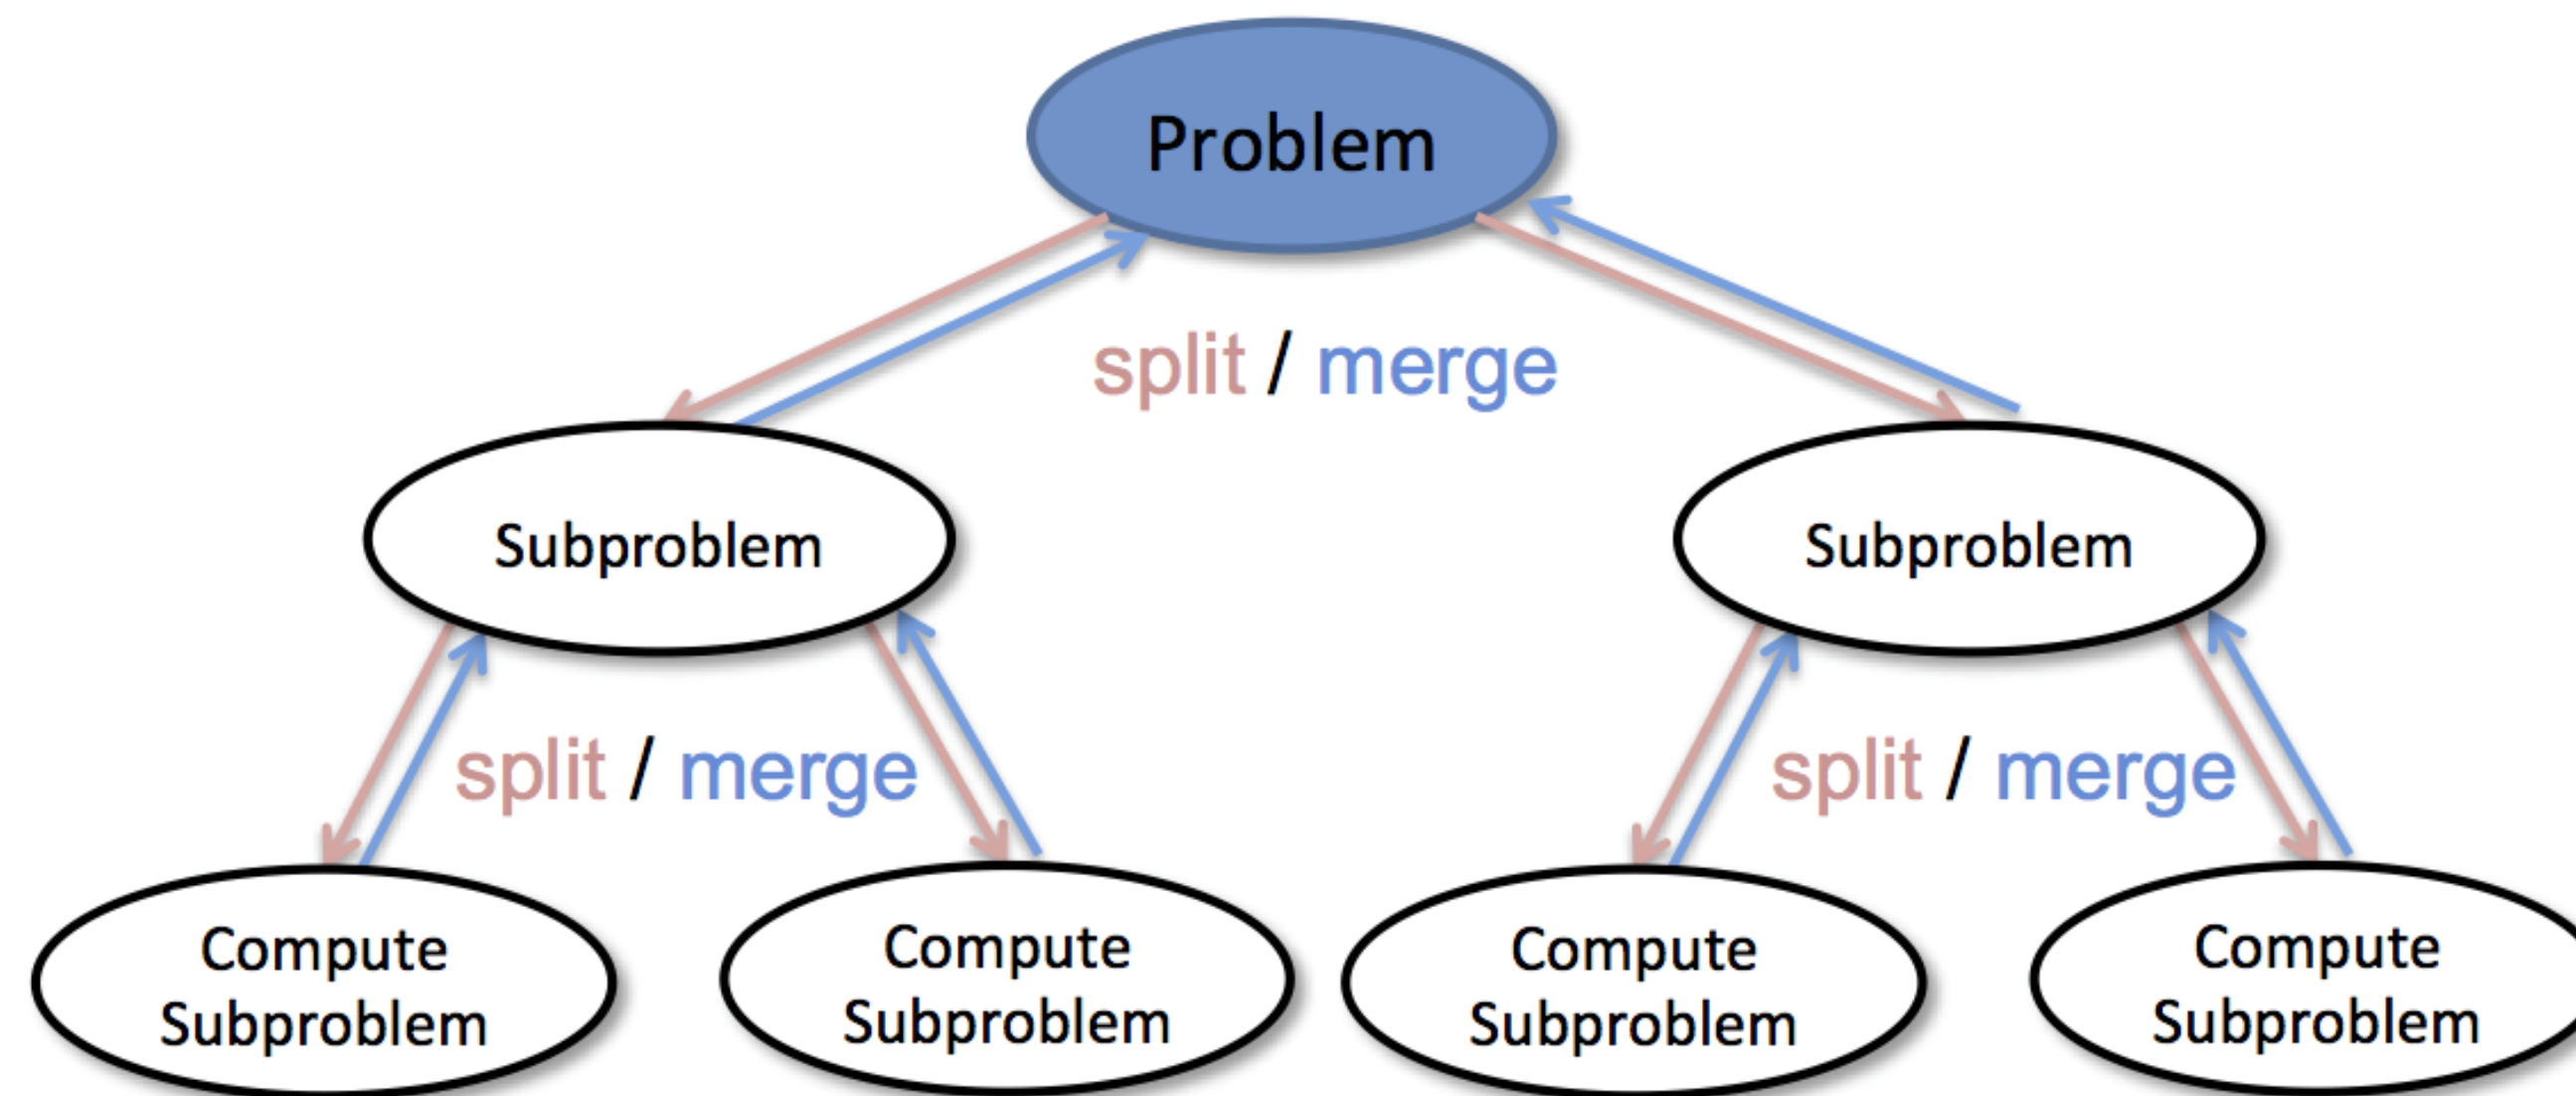 Problem
split / merge
Subproblem
Subproblem
split / merge
split / merge
Compute
Subproblem
Compute
Subproblem
Compute
Subproblem
Compute
Subproblem